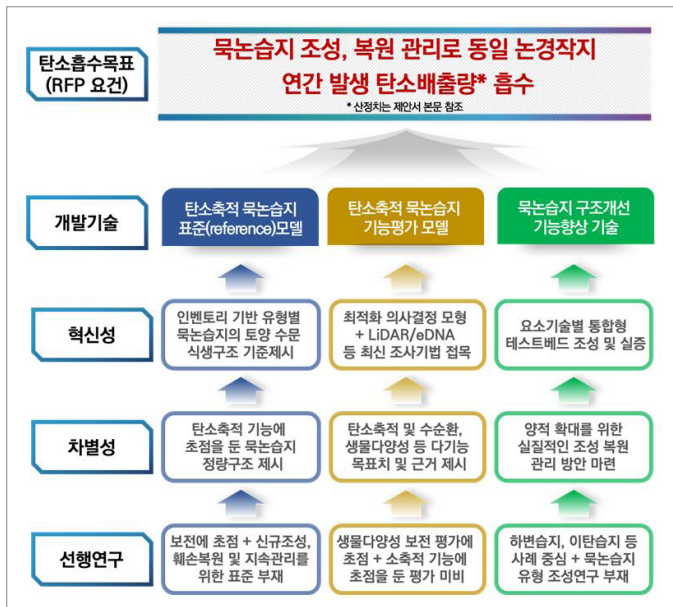 탄소흡수목표
(RFP 요건)
묵논습지 조성, 복원 관리로 동일 논경작지
연간 발생 탄소배출량* 흡수
* 산정치는 제안서 본문 참조
개발기술
탄소축적 묵논습지
표준(reference)모델
탄소축적 묵논습지
기능평가 모델
묵논습지 구조개선
기능향상 기술
혁신성
인벤토리 기반 유형별
묵논습지의 토양 수문
식생구조 기준제시
최적화 의사결정 모형
+ LiDAR/eDNA
등 최신 조사기법 접목
요소기술별 통합형
테스트베드 조성 및 실증
차별성
탄소축적 기능에
초점을 둔 묵논습지
정량구조 제시
탄소축적 및 수순환,
생물다양성 등 다기능
목표치 및 근거 제시
양적 확대를 위한
실질적인 조성 복원
관리 방안 마련
선행연구
보전에 초점 + 신규조성,
훼손복원 및 지속관리를
위한 표준 부재
생물다양성 보전 평가에
초점 + 소축적 기능에
초점을 둔 평가 미비
하변습지, 이탄습지 등
사례 중심 + 묵논습지
유형 조성연구 부재